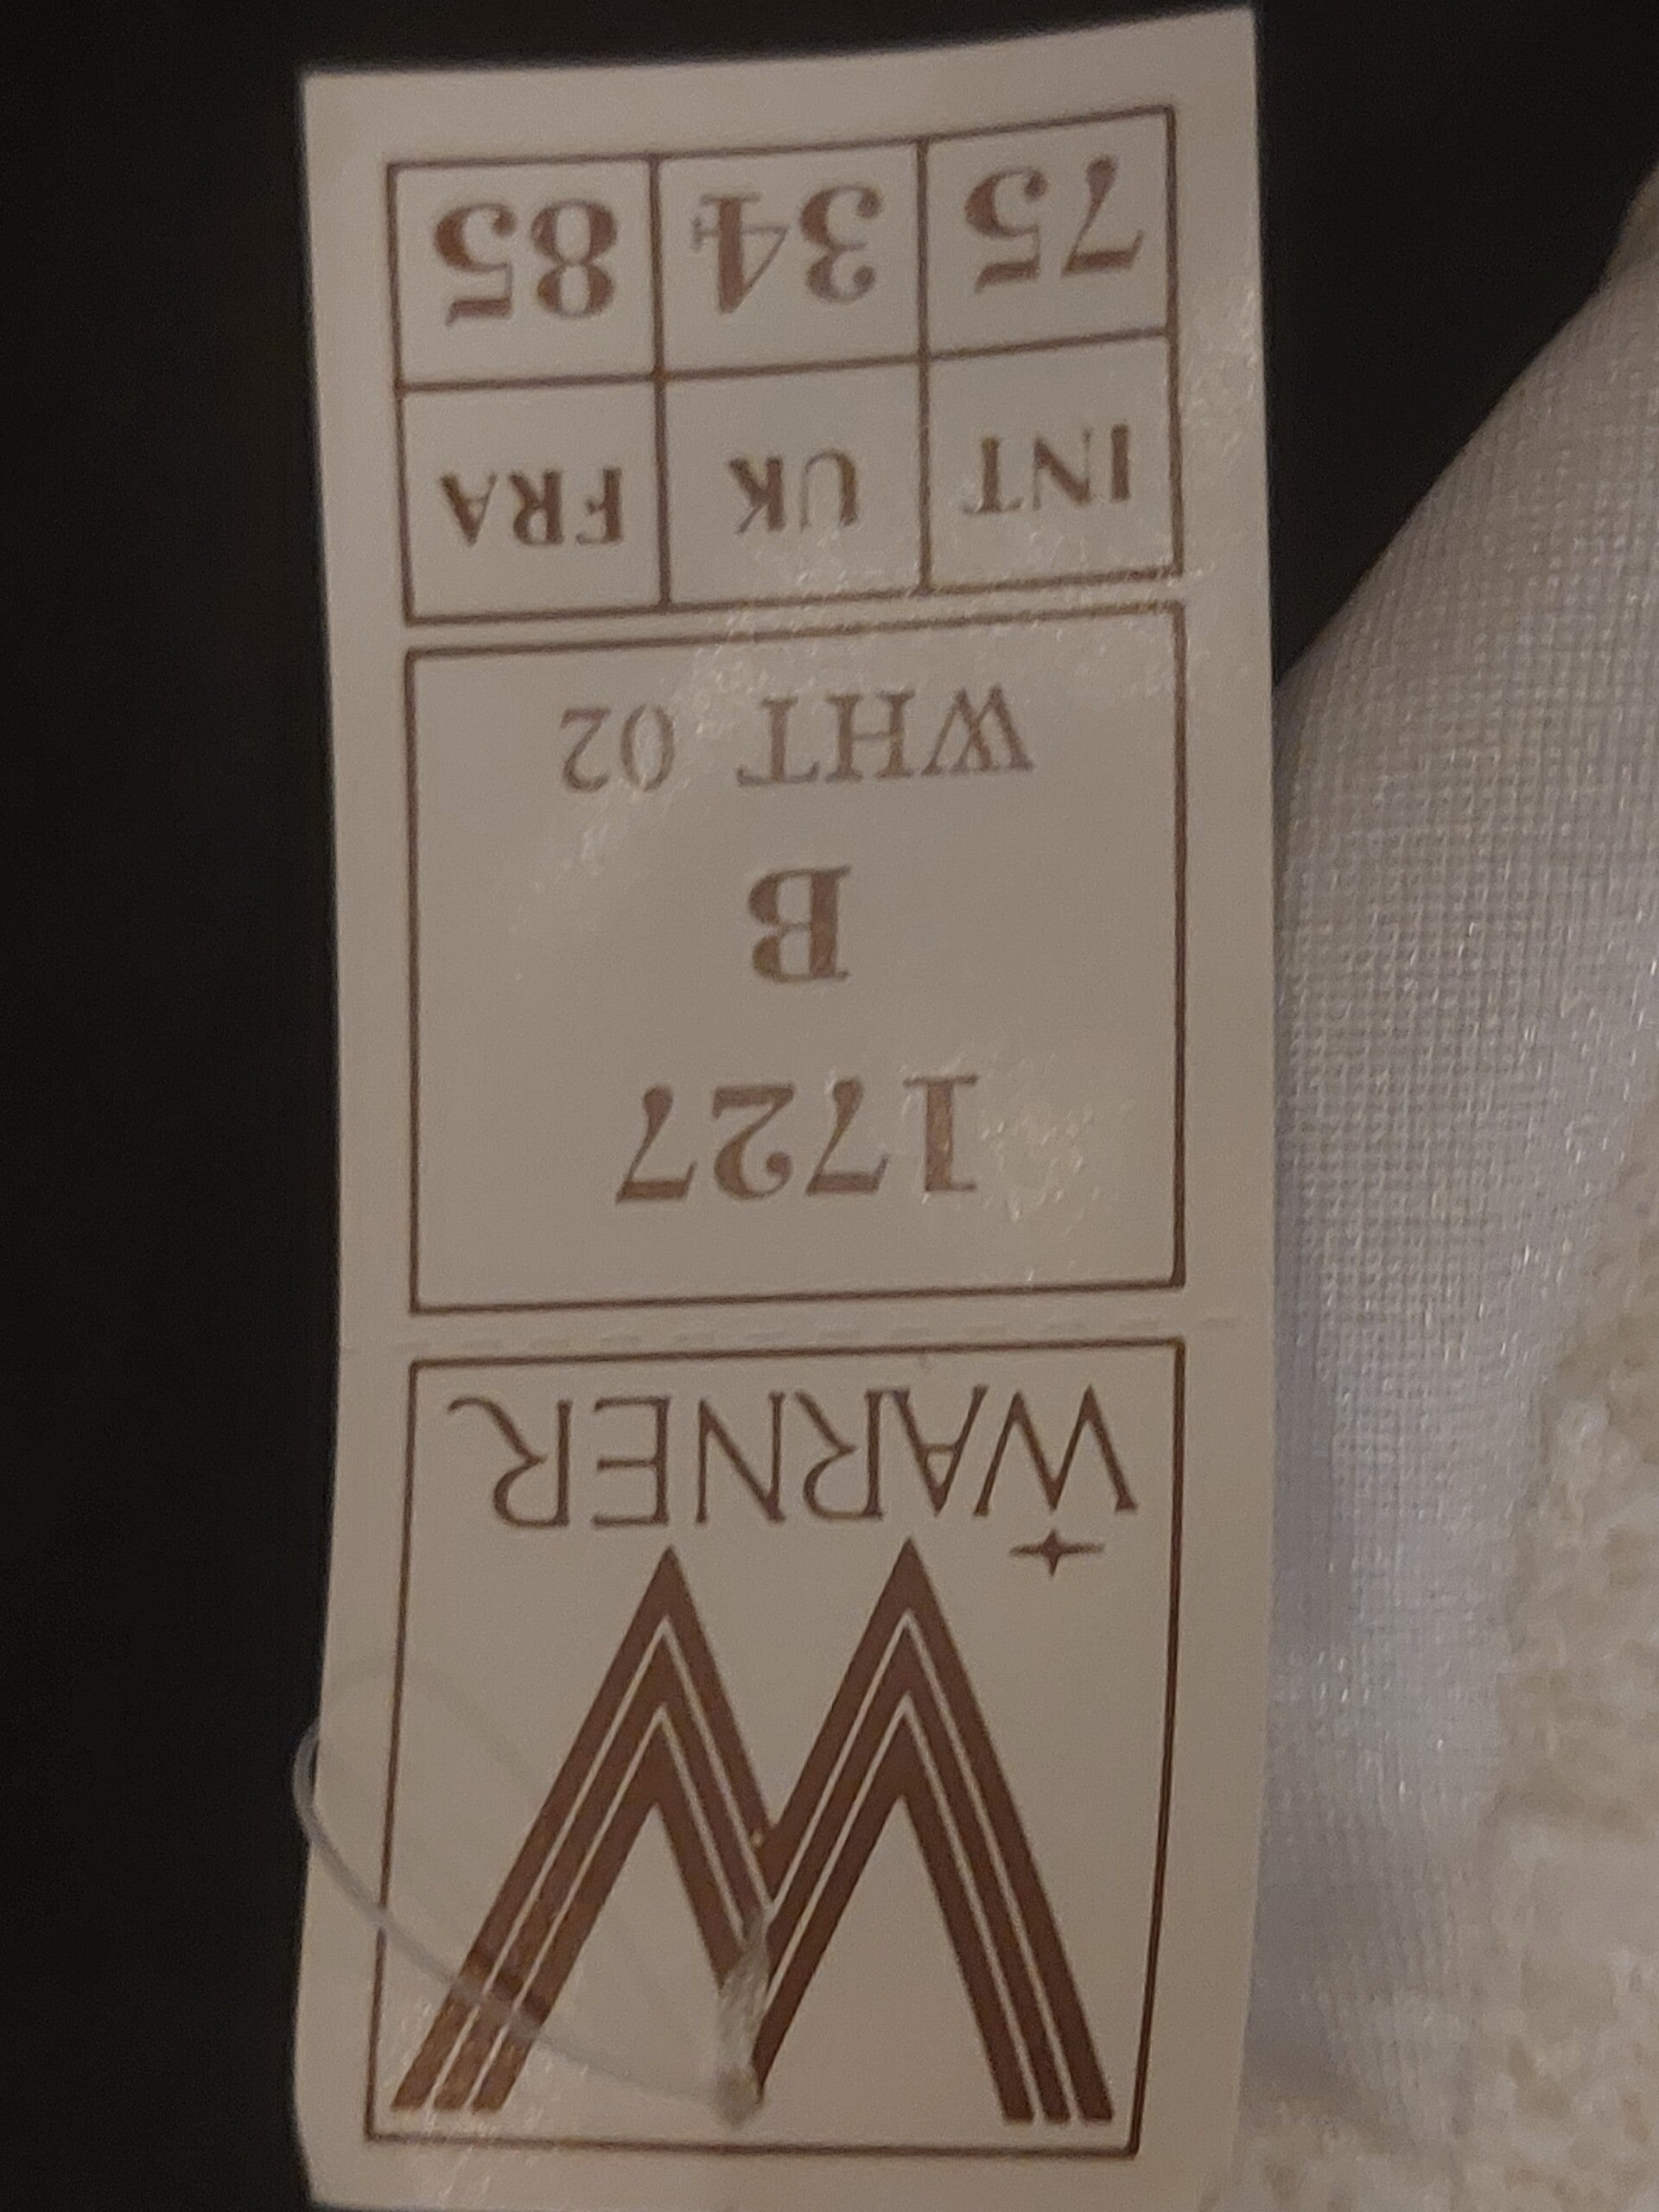 WARNER
1727
B
WHT 02
INT UK FRA
75 34 85